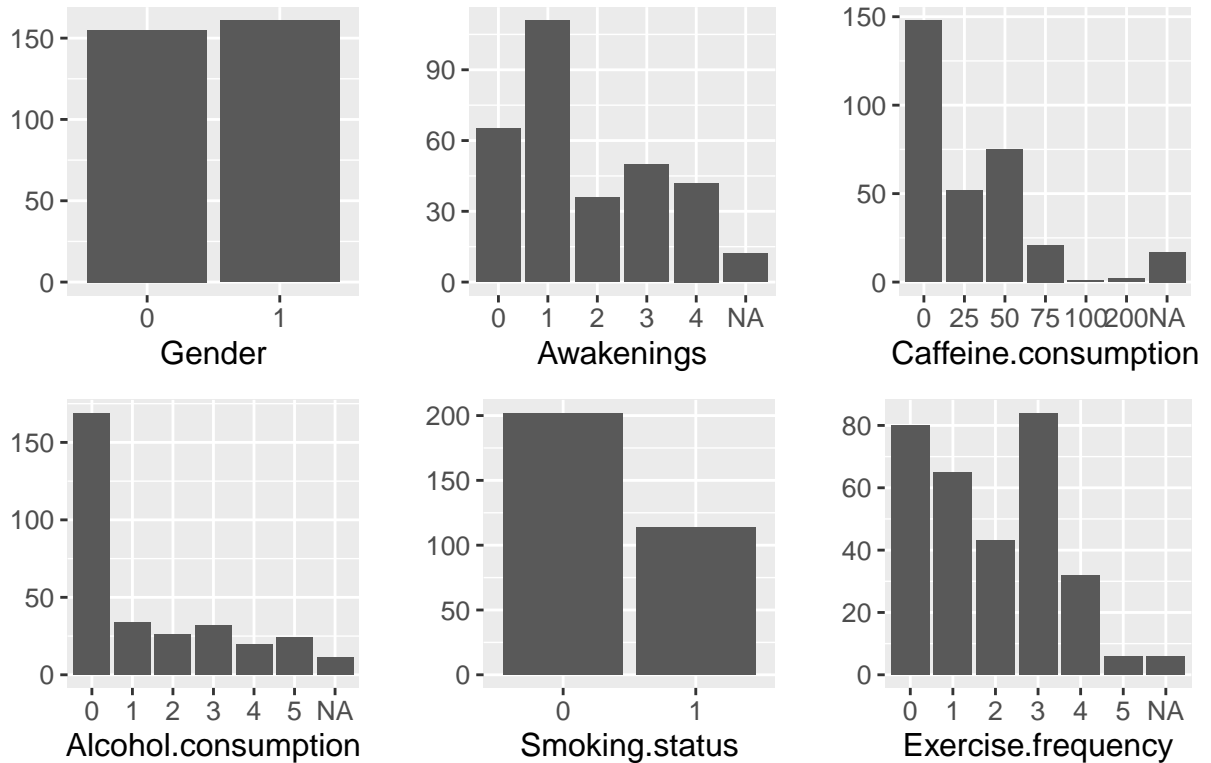 150
100
50
0
0 1
Gender
90
60
30
0
0 1 2 3 4 NA
Awakenings
150
100
50
0
0 25 50 75 100 200 NA
Caffeine.consumption
150
100
50
0
0 1 2 3 4 5 NA
Alcohol.consumption
200
150
100
50
0
0 1
Smoking.status
80
60
40
20
0
0 1 2 3 4 5 NA
Exercise.frequency